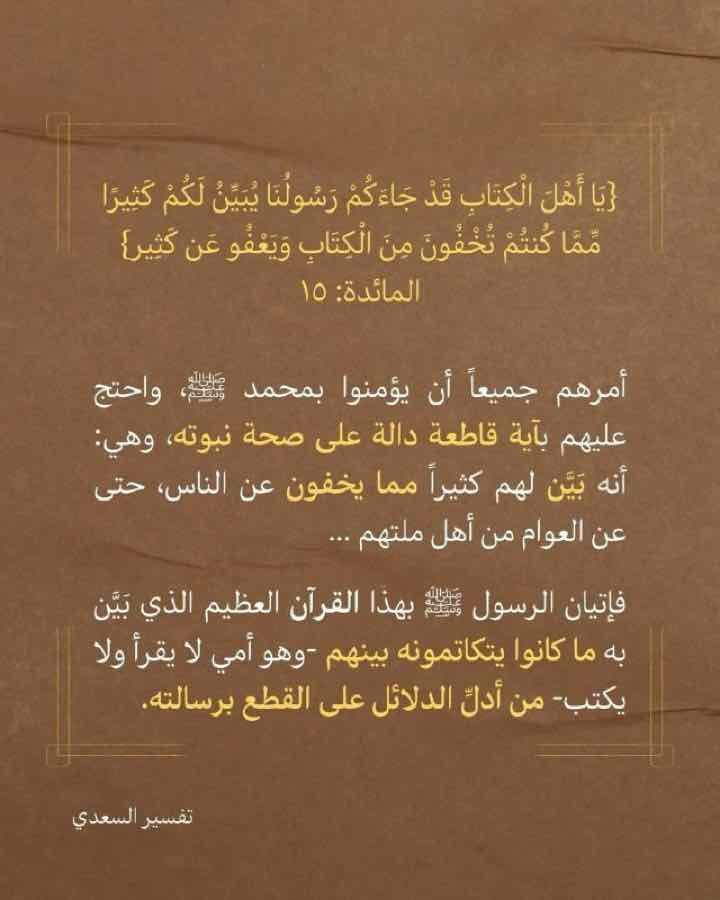 {يَا أَهْلَ الْكِتَابِ قَدْ جَاءَكُمْ رَسُولُنَا يُبَيِّنُ لَكُمْ كَثِيرًا
مِّمَّا كُنتُمْ تُخْفُونَ مِنَ الْكِتَابِ وَيَعْفُو عَن كَثِيرٍ}
المائدة: ١٥
أمرهم جميعاً أن يؤمنوا بمحمد ﷺ، واحتج
عليهم بآية قاطعة دالة على صحة نبوته، وهي:
أنه بَيَّن لهم كثيراً مما يخفون عن الناس، حتى
عن العوام من أهل ملتهم ...
فإتيان الرسول ﷺ بهذا القرآن العظيم الذي بَيَّن
به ما كانوا يتكاتمونه بينهم -وهو أمي لا يقرأ ولا
يكتب- من أدلِّ الدلائل على القطع برسالته.
تفسير السعدي